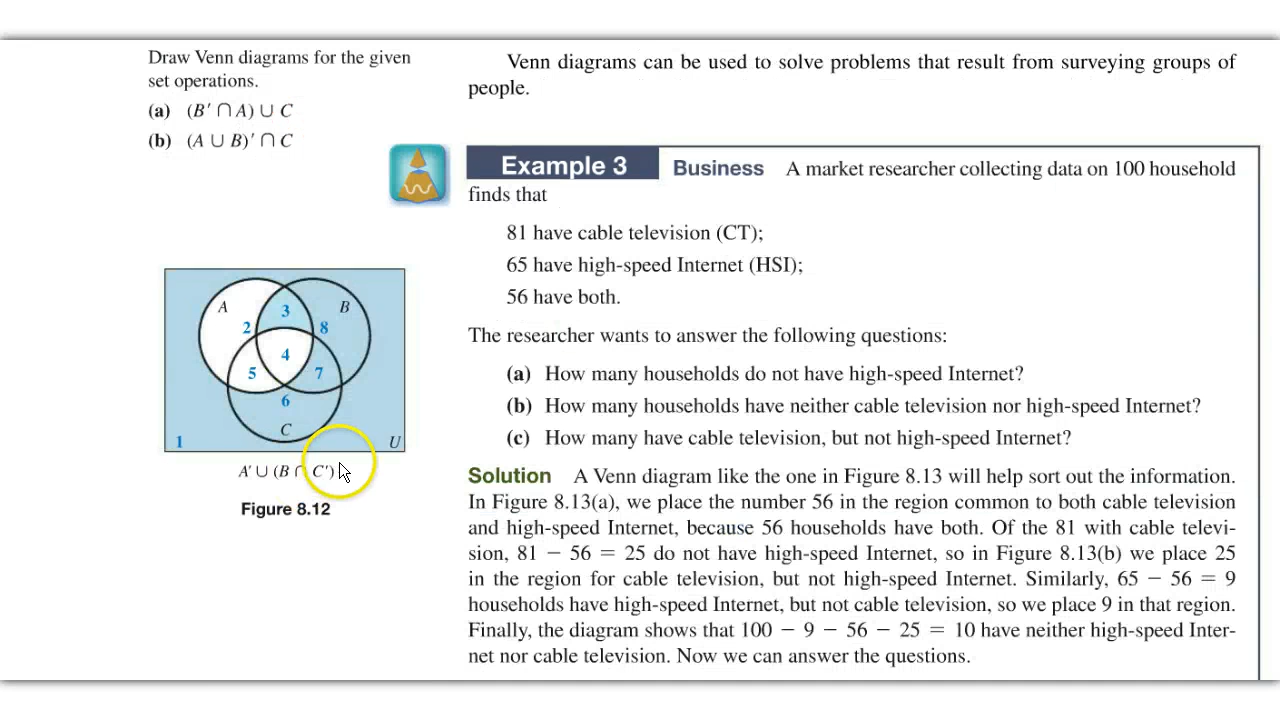 Draw Venn diagrams for the given
set operations.
(a) (B′ ∩ A) ∪ C
(b) (A ∪ B)′ ∩ C
A
B
3
2
8
4
5
7
6
C
1
U
A′ ∪ (B ∩ C′)
Figure 8.12
Venn diagrams can be used to solve problems that result from surveying groups of
people.
Example 3 Business A market researcher collecting data on 100 household
finds that
81 have cable television (CT);
65 have high-speed Internet (HSI);
56 have both.
The researcher wants to answer the following questions:
(a) How many households do not have high-speed Internet?
(b) How many households have neither cable television nor high-speed Internet?
(c) How many have cable television, but not high-speed Internet?
Solution A Venn diagram like the one in Figure 8.13 will help sort out the information.
In Figure 8.13(a), we place the number 56 in the region common to both cable television
and high-speed Internet, because 56 households have both. Of the 81 with cable televi-
sion, 81 − 56 = 25 do not have high-speed Internet, so in Figure 8.13(b) we place 25
in the region for cable television, but not high-speed Internet. Similarly, 65 − 56 = 9
households have high-speed Internet, but not cable television, so we place 9 in that region.
Finally, the diagram shows that 100 − 9 − 56 − 25 = 10 have neither high-speed Inter-
net nor cable television. Now we can answer the questions.